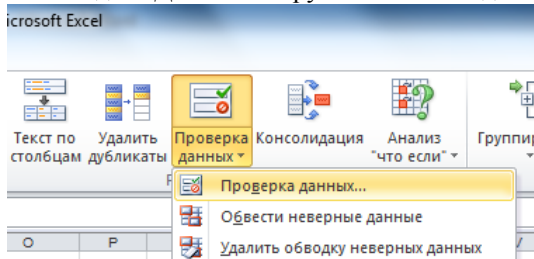 icrosoft Excel
Текст по столбцам
Удалить дубликаты
Проверка данных
Консолидация
Анализ "что если"
Группир
Проверка данных...
Обвести неверные данные
Удалить обводку неверных данных
O P V